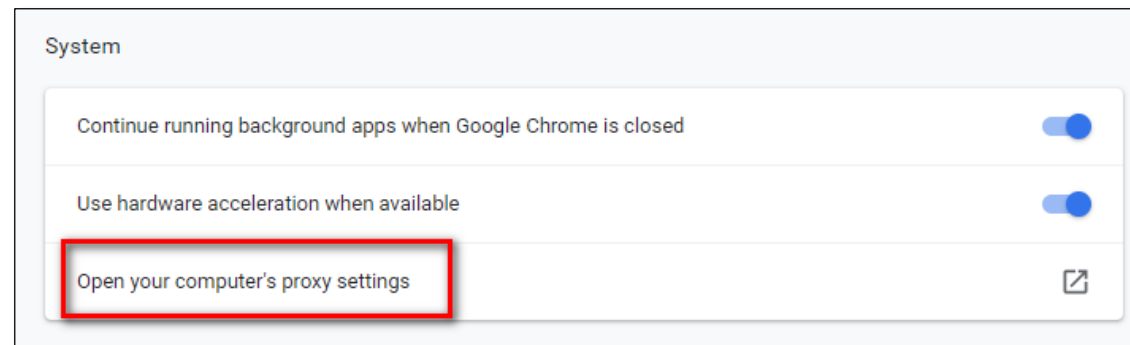 System
Continue running background apps when Google Chrome is closed
Use hardware acceleration when available
Open your computer's proxy settings